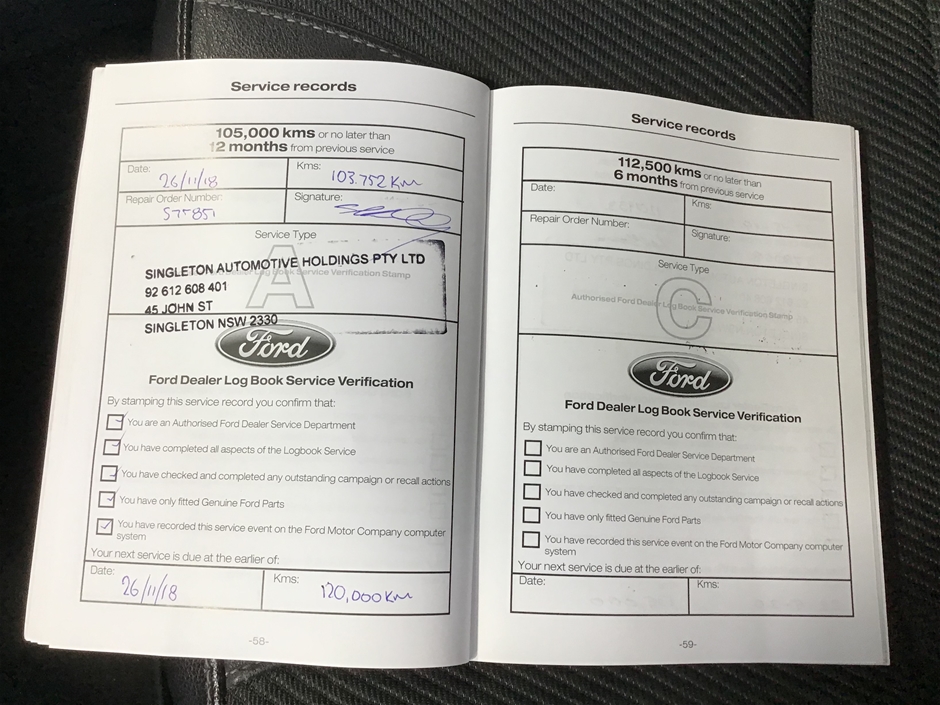 Service records
105,000 kms or no later than
12 months from previous service
Date:
26/11/18
Kms:
103.752 Km
Repair Order Number:
575851
Signature:
Service Type
A
SINGLETON AUTOMOTIVE HOLDINGS PTY LTD
Log Book Service Verification Stamp
92 612 608 401
45 JOHN ST
SINGLETON NSW 2330
Ford
Ford Dealer Log Book Service Verification
By stamping this service record you confirm that:
You are an Authorised Ford Dealer Service Department
You have completed all aspects of the Logbook Service
You have checked and completed any outstanding campaign or recall actions
You have only fitted Genuine Ford Parts
You have recorded this service event on the Ford Motor Company computer
system
Your next service is due at the earlier of:
Date:
26/11/18
Kms:
120,000 Km
-58-
Service records
112,500 kms or no later than
6 months from previous service
Date:
Kms:
Repair Order Number:
Signature:
Service Type
C
Authorised Ford Dealer Log Book Service Verification Stamp
Ford
Ford Dealer Log Book Service Verification
By stamping this service record you confirm that:
You are an Authorised Ford Dealer Service Department
You have completed all aspects of the Logbook Service
You have checked and completed any outstanding campaign or recall actions
You have only fitted Genuine Ford Parts
You have recorded this service event on the Ford Motor Company computer
system
Your next service is due at the earlier of:
Date:
Kms:
-59-